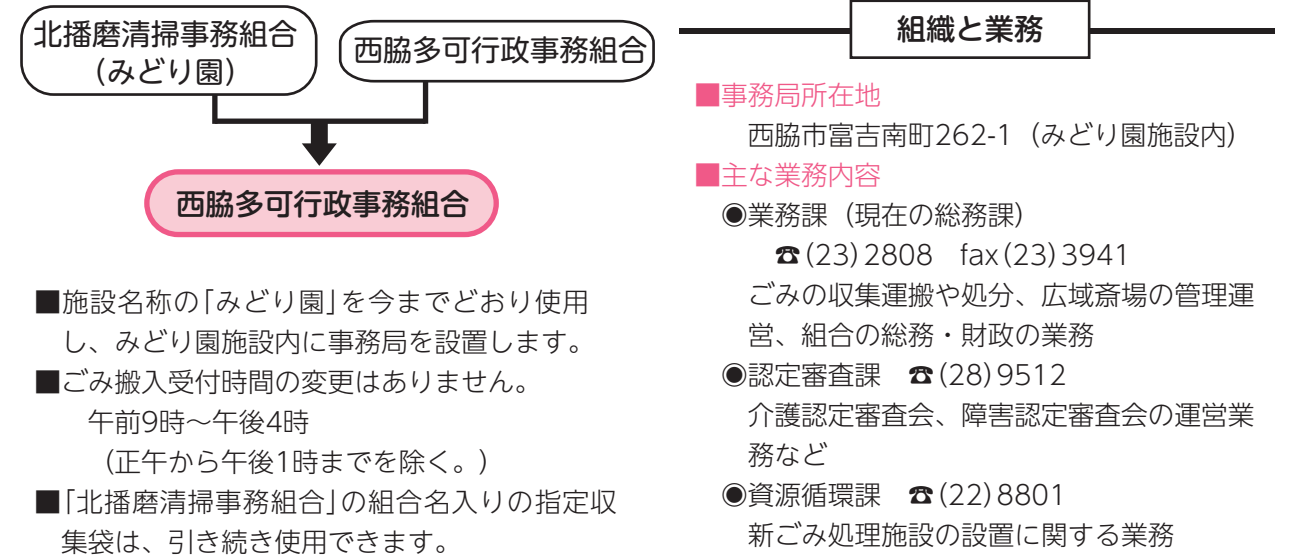 北播磨清掃事務組合
(みどり園)
西脇多可行政事務組合
西脇多可行政事務組合
■施設名称の「みどり園」を今までどおり使用
し、みどり園施設内に事務局を設置します。
■ごみ搬入受付時間の変更はありません。
午前9時～午後4時
（正午から午後1時までを除く。）
■「北播磨清掃事務組合」の組合名入りの指定収
集袋は、引き続き使用できます。
組織と業務
■事務局所在地
西脇市富吉南町262-1（みどり園施設内）
■主な業務内容
◉業務課（現在の総務課）
☎(23)2808　fax(23)3941
ごみの収集運搬や処分、広域斎場の管理運
営、組合の総務・財政の業務
◉認定審査課　☎(28)9512
介護認定審査会、障害認定審査会の運営業
務など
◉資源循環課　☎(22)8801
新ごみ処理施設の設置に関する業務